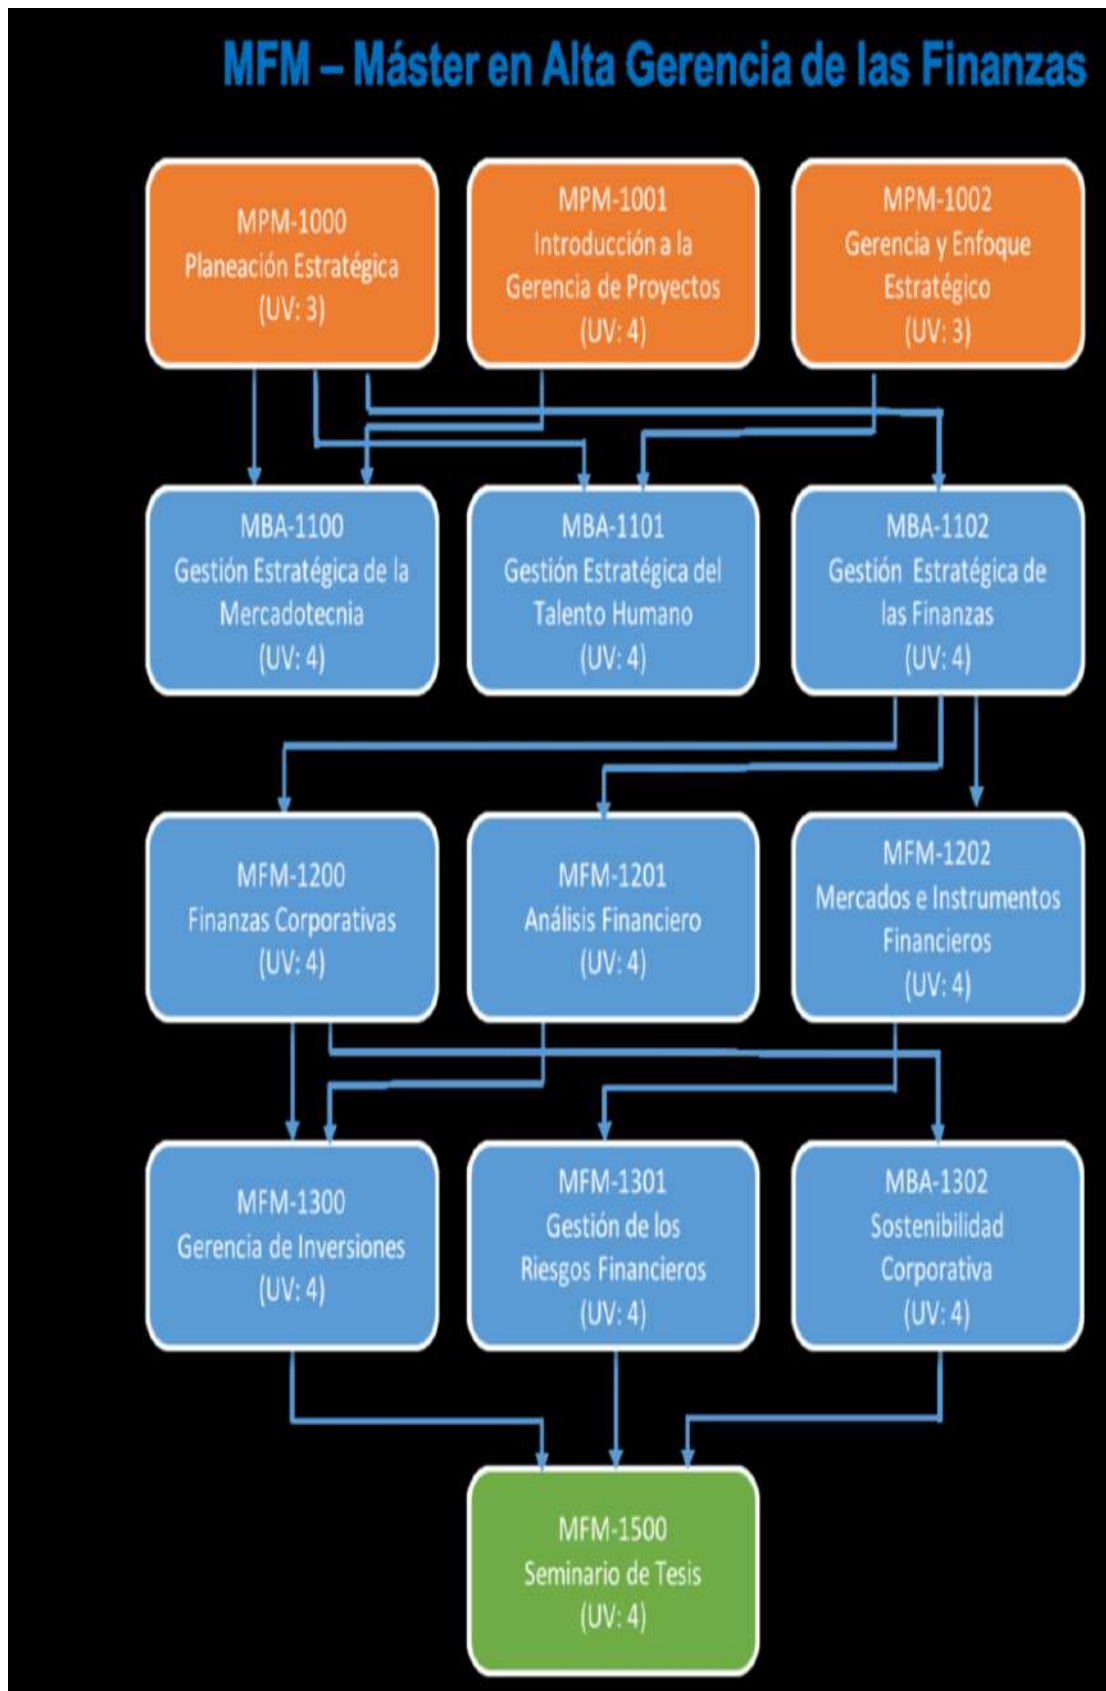 MFM – Máster en Alta Gerencia de las Finanzas
MPM-1000
Planeación Estratégica
(UV: 3)
MPM-1001
Introducción a la
Gerencia de Proyectos
(UV: 4)
MPM-1002
Gerencia y Enfoque
Estratégico
(UV: 3)
MBA-1100
Gestión Estratégica de la
Mercadotecnia
(UV: 4)
MBA-1101
Gestión Estratégica del
Talento Humano
(UV: 4)
MBA-1102
Gestión Estratégica de
las Finanzas
(UV: 4)
MFM-1200
Finanzas Corporativas
(UV: 4)
MFM-1201
Análisis Financiero
(UV: 4)
MFM-1202
Mercados e Instrumentos
Financieros
(UV: 4)
MFM-1300
Gerencia de Inversiones
(UV: 4)
MFM-1301
Gestión de los
Riesgos Financieros
(UV: 4)
MBA-1302
Sostenibilidad
Corporativa
(UV: 4)
MFM-1500
Seminario de Tesis
(UV: 4)